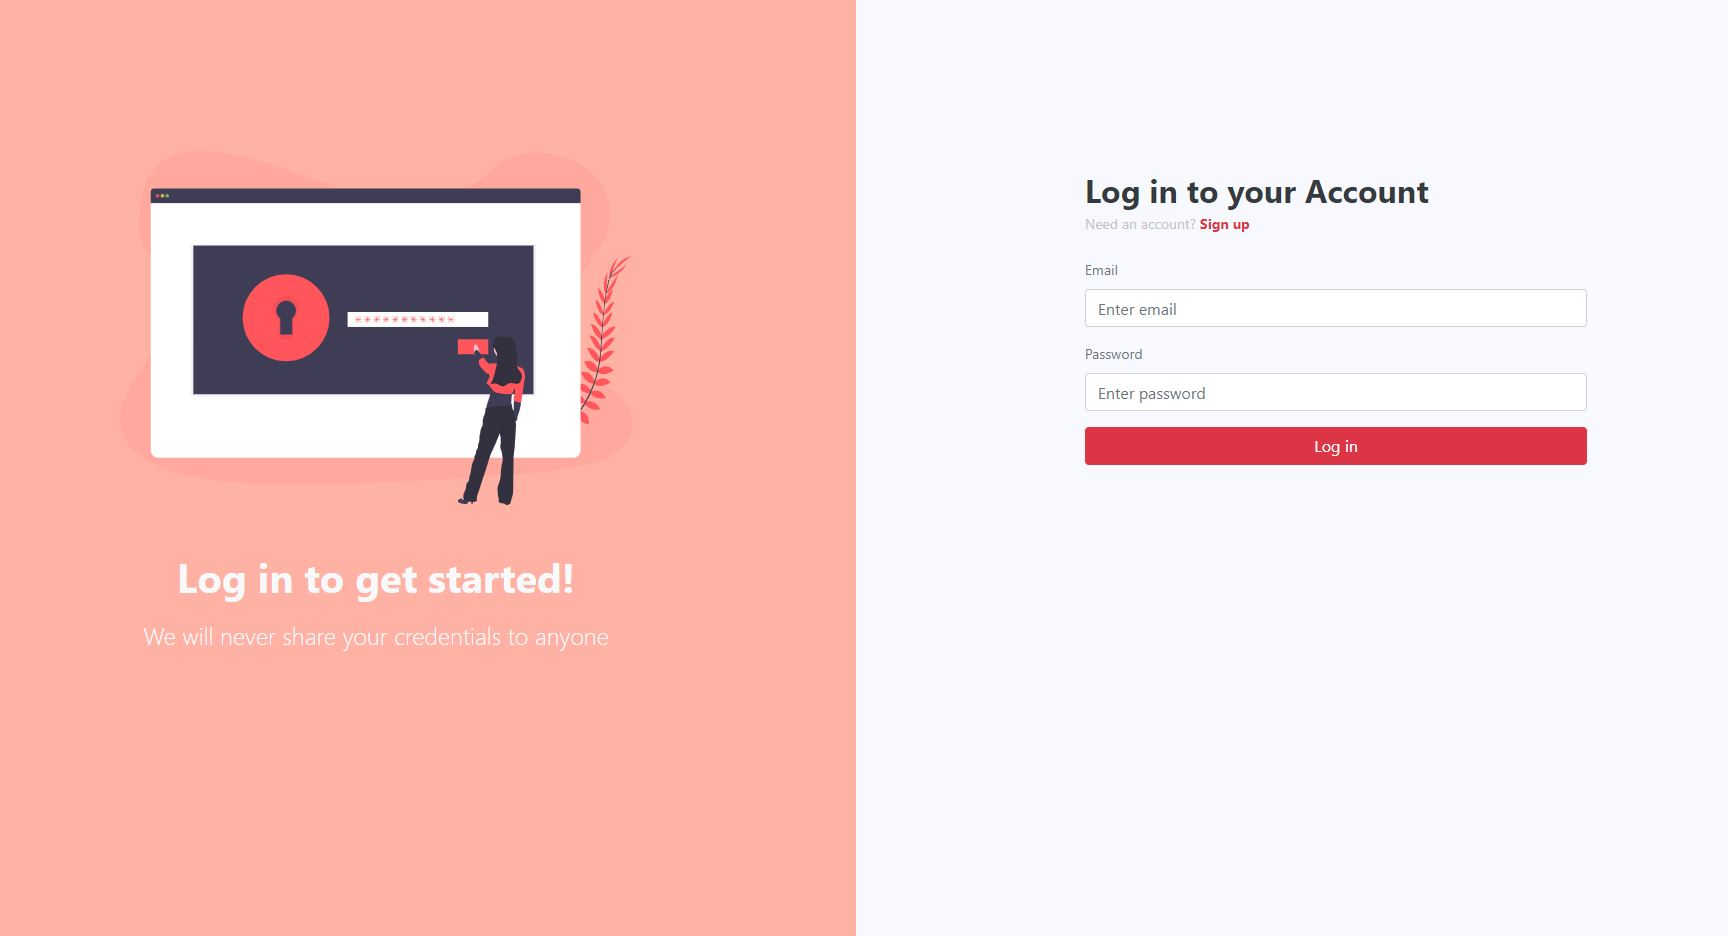 Log in to get started!
We will never share your credentials to anyone
Log in to your Account
Need an account? Sign up
Email
Enter email
Password
Enter password
Log in